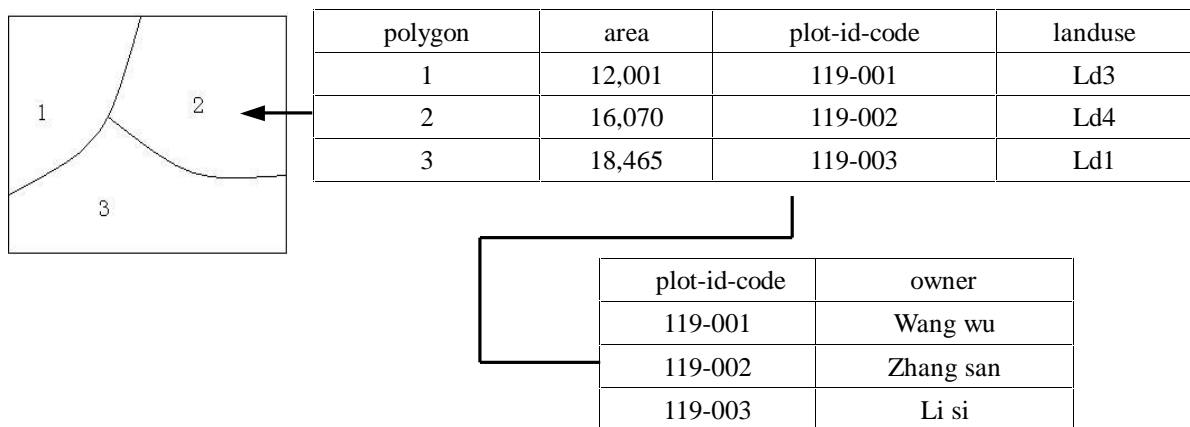 polygon area plot-id-code landuse
1 12,001 119-001 Ld3
2 16,070 119-002 Ld4
3 18,465 119-003 Ld1
1
2
3
plot-id-code owner
119-001 Wang wu
119-002 Zhang san
119-003 Li si